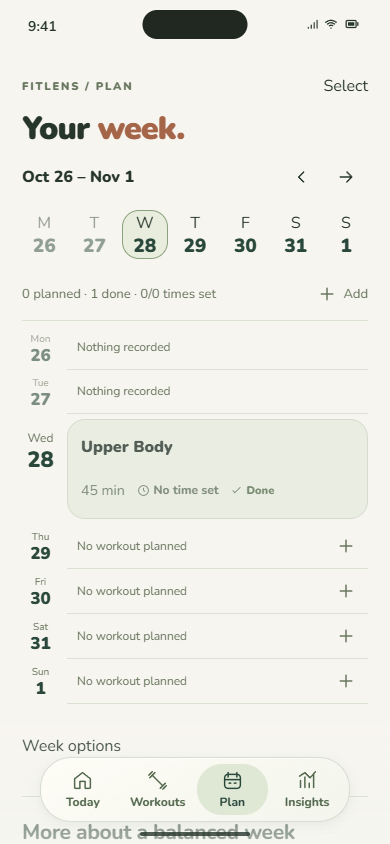 9:41
FITLENS / PLAN
Select
Your week.
Oct 26 – Nov 1
M T W T F S S
26 27 28 29 30 31 1
0 planned · 1 done · 0/0 times set
Add
Mon
26
Nothing recorded
Tue
27
Nothing recorded
Wed
28
Upper Body
45 min No time set Done
Thu
29
No workout planned
Fri
30
No workout planned
Sat
31
No workout planned
Sun
1
No workout planned
Week options
Today Workouts Plan Insights
More about a balanced week